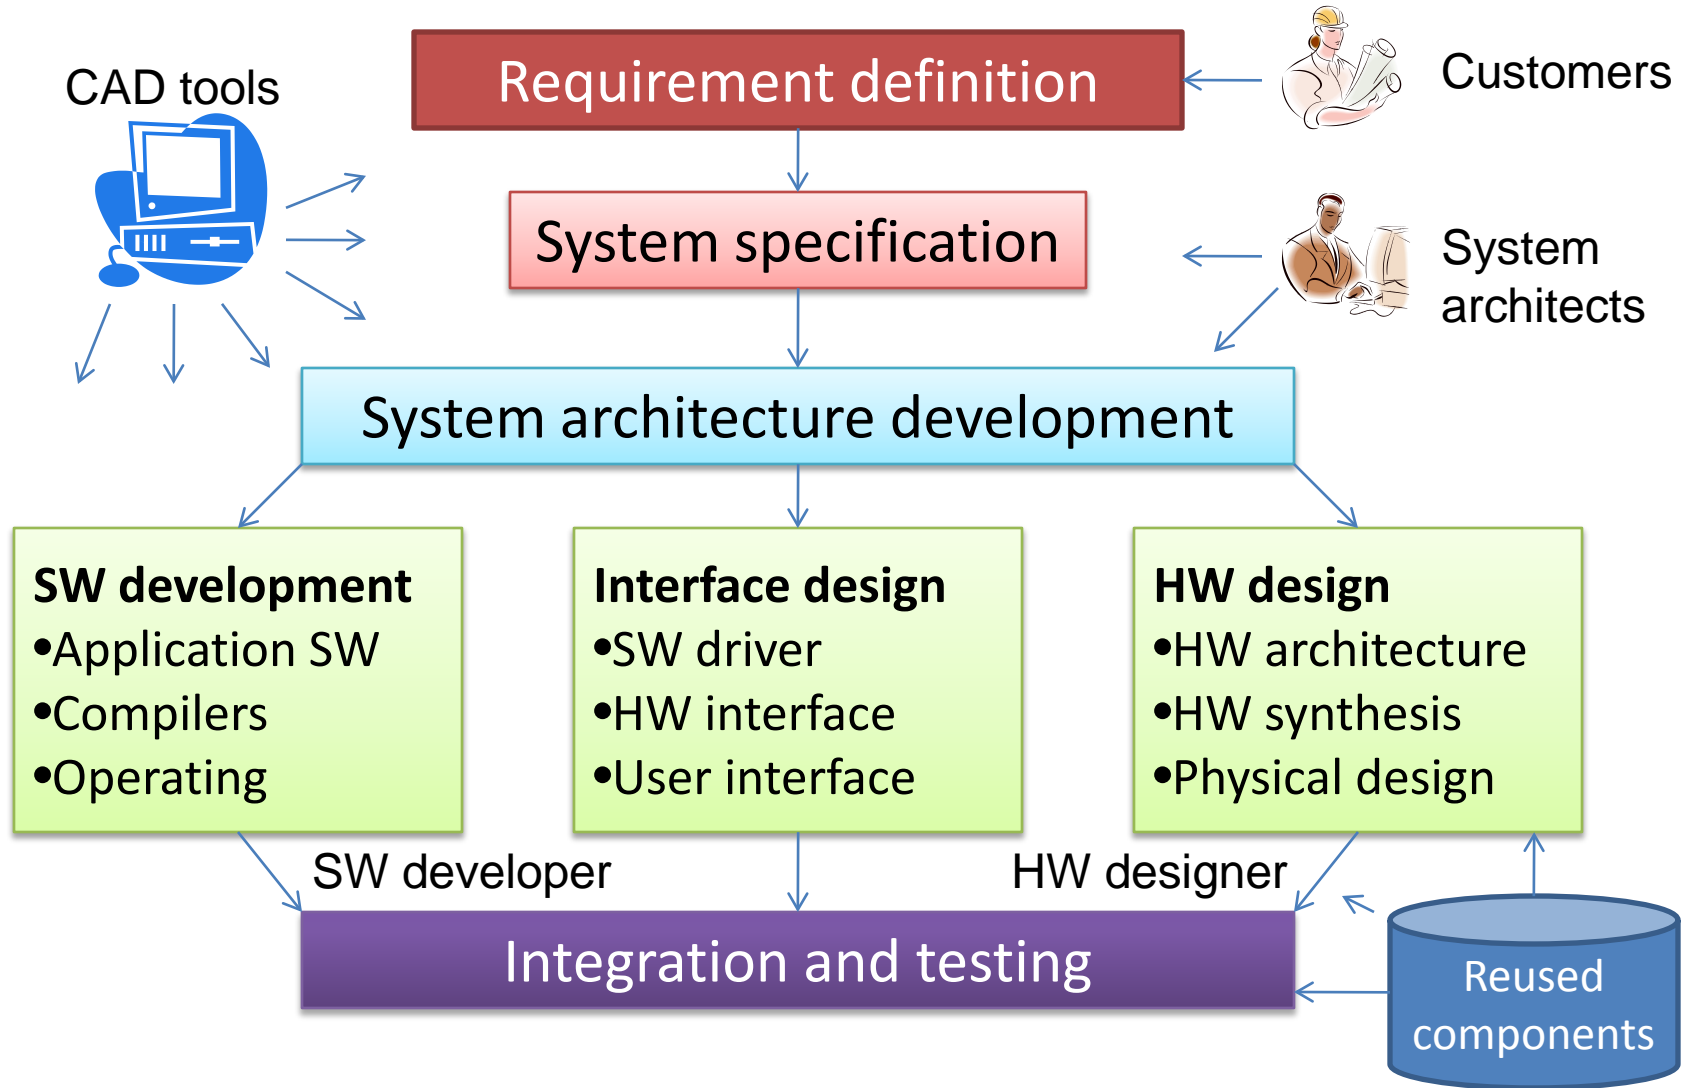 Requirement definition
Customers
CAD tools
System specification
System
architects
System architecture development
SW development
•Application SW
•Compilers
•Operating
Interface design
•SW driver
•HW interface
•User interface
HW design
•HW architecture
•HW synthesis
•Physical design
SW developer
HW designer
Integration and testing
Reused
components